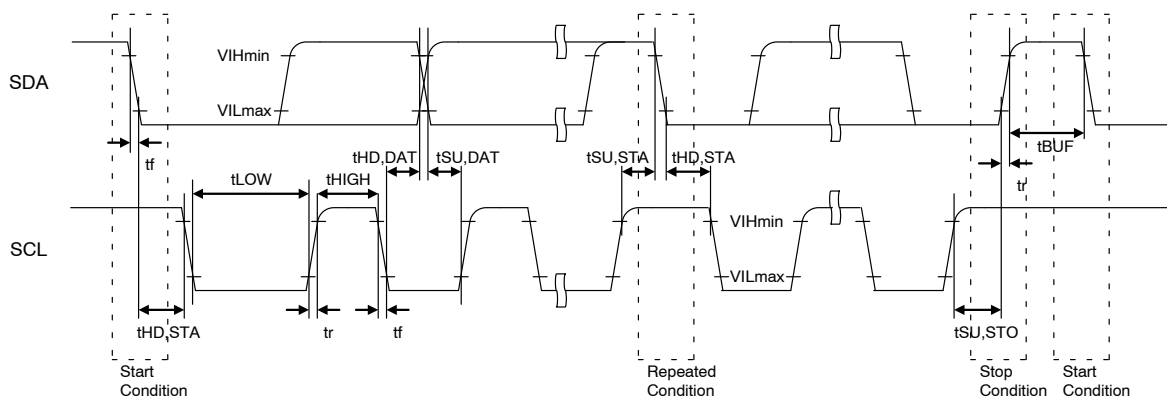 SDA
VIHmin
VILmax
tf
tHD,DAT
tSU,DAT
tSU,STA
tHD,STA
tBUF
tr
tLOW
tHIGH
SCL
VIHmin
VILmax
tHD,STA
tr
tf
tSU,STO
Start
Condition
Repeated
Condition
Stop
Condition
Start
Condition